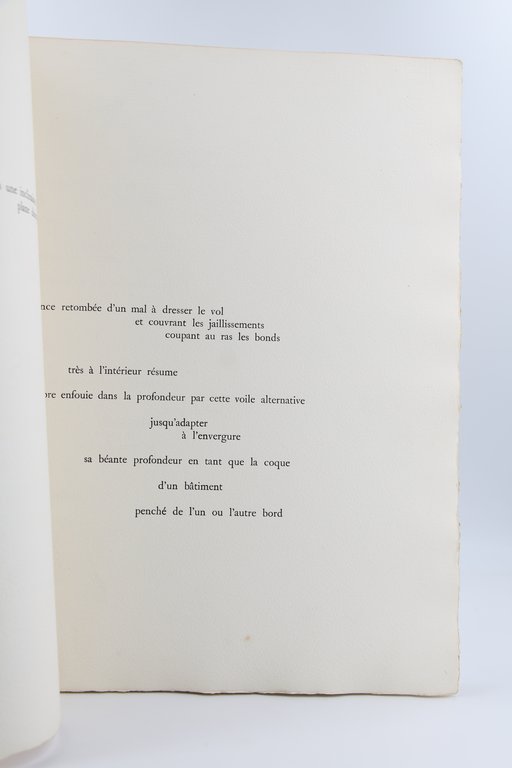 une
retombée d'un mal à dresser le vol
et couvrant les jaillissements
coupant au ras les bonds
très à l'intérieur résume
enfouie dans la profondeur par cette voile alternative
jusqu'adapter
à l'envergure
sa béante profondeur en tant que la coque
d'un bâtiment
penché de l'un ou l'autre bord